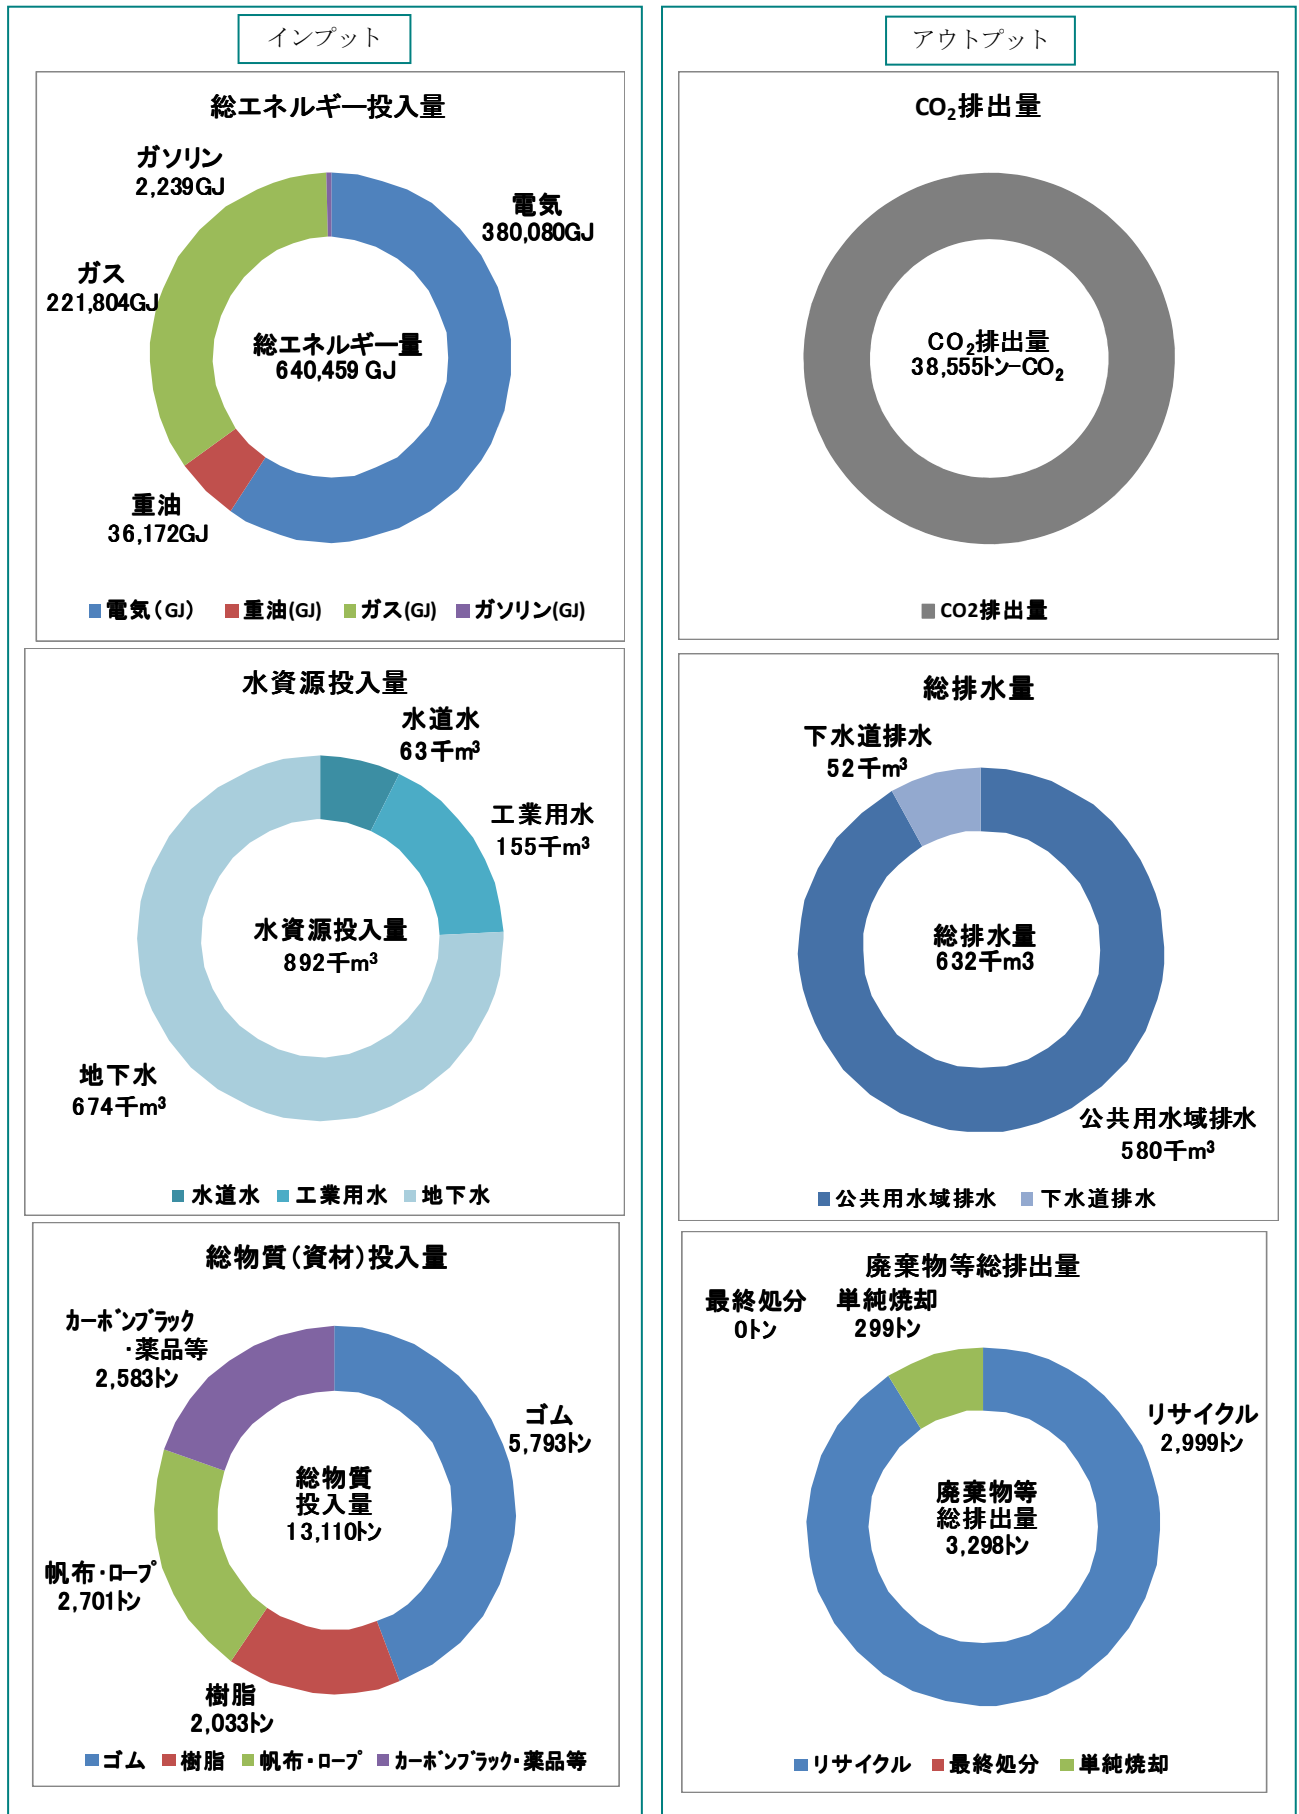 インプット
総エネルギー投入量
ガソリン
2,239GJ
電気
380,080GJ
ガス
221,804GJ
総エネルギー量
640,459 GJ
重油
36,172GJ
電気(GJ) 重油(GJ) ガス(GJ) ガソリン(GJ)
水資源投入量
水道水
63千m³
工業用水
155千m³
水資源投入量
892千m³
地下水
674千m³
水道水 工業用水 地下水
総物質(資材)投入量
ｶｰﾎﾞﾝﾌﾞﾗｯｸ
・薬品等
2,583ﾄﾝ
ゴム
5,793ﾄﾝ
総物質
投入量
13,110ﾄﾝ
帆布・ﾛｰﾌﾟ
2,701ﾄﾝ
樹脂
2,033ﾄﾝ
ゴム 樹脂 帆布・ﾛｰﾌﾟ ｶｰﾎﾞﾝﾌﾞﾗｯｸ・薬品等
アウトプット
CO₂排出量
CO₂排出量
38,555ﾄﾝ-CO₂
CO2排出量
総排水量
下水道排水
52千m³
総排水量
632千m3
公共用水域排水
580千m³
公共用水域排水 下水道排水
廃棄物等総排出量
最終処分
0ﾄﾝ
単純焼却
299ﾄﾝ
リサイクル
2,999ﾄﾝ
廃棄物等
総排出量
3,298ﾄﾝ
リサイクル 最終処分 単純焼却